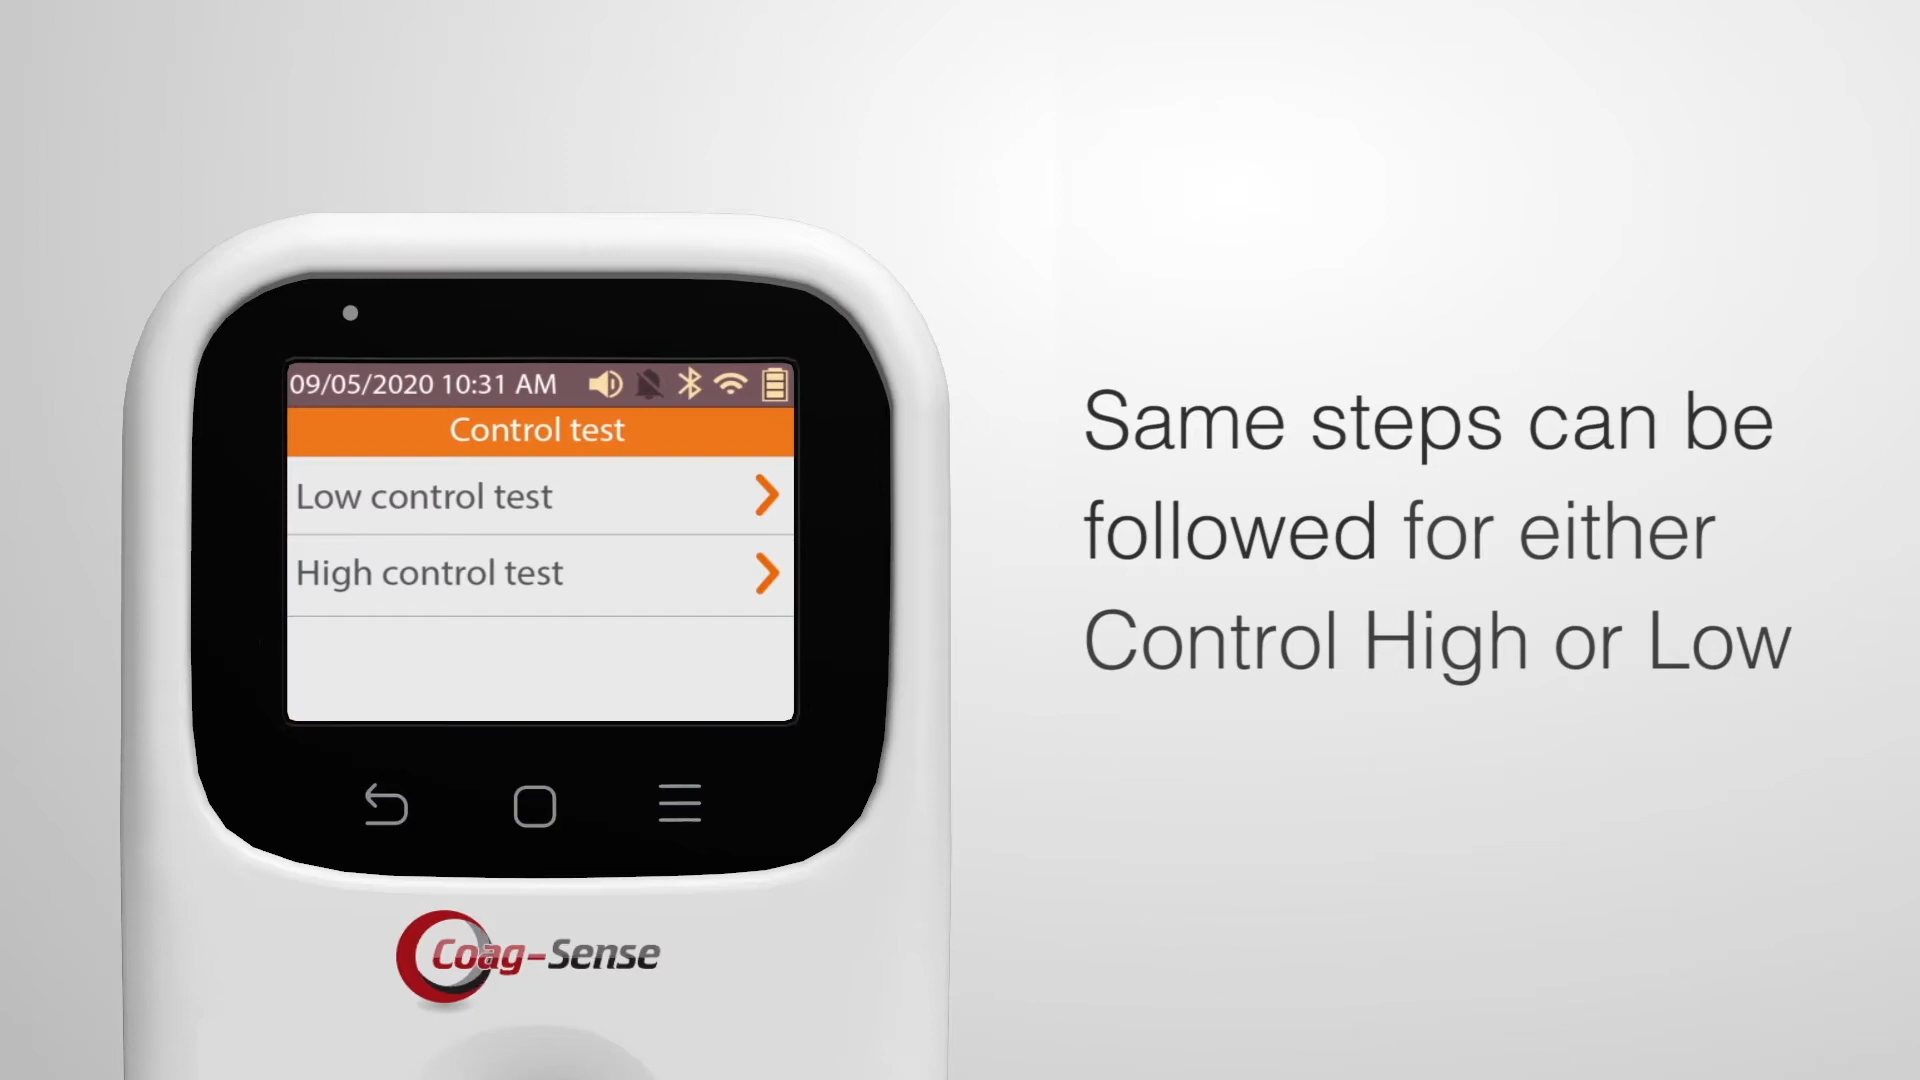 09/05/2020 10:31 AM
Control test
Low control test
High control test
Coag-Sense
Same steps can be
followed for either
Control High or Low